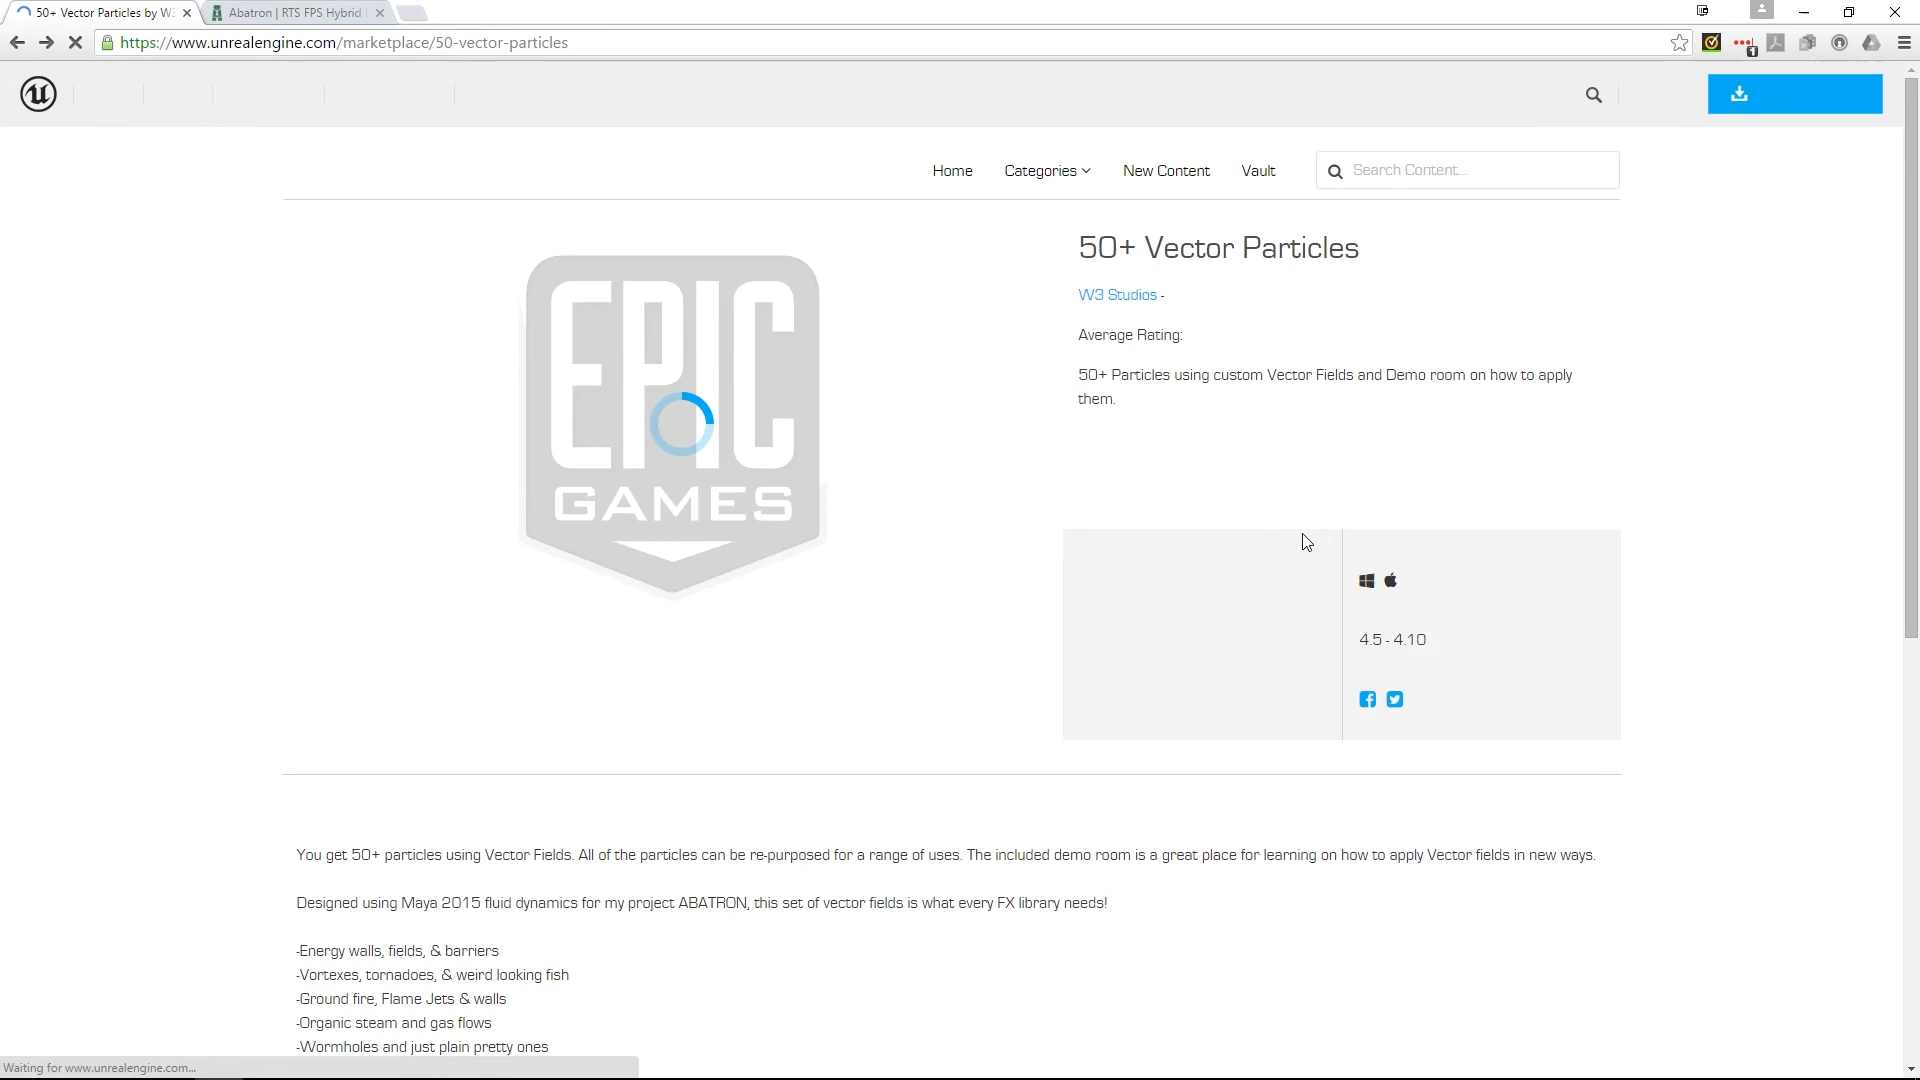 50+ Vector Particles by W3
Abatron | RTS FPS Hybrid
https://www.unrealengine.com/marketplace/50-vector-particles
1
Home
Categories
New Content
Vault
Search Content...
50+ Vector Particles
W3 Studios -
Average Rating:
50+ Particles using custom Vector Fields and Demo room on how to apply
them.
EPIC
GAMES
4.5 - 4.10
You get 50+ particles using Vector Fields. All of the particles can be re-purposed for a range of uses. The included demo room is a great place for learning on how to apply Vector fields in new ways.
Designed using Maya 2015 fluid dynamics for my project ABATRON, this set of vector fields is what every FX library needs!
-Energy walls, fields, & barriers
-Vortexes, tornadoes, & weird looking fish
-Ground fire, Flame Jets & walls
-Organic steam and gas flows
-Wormholes and just plain pretty ones
Waiting for www.unrealengine.com...